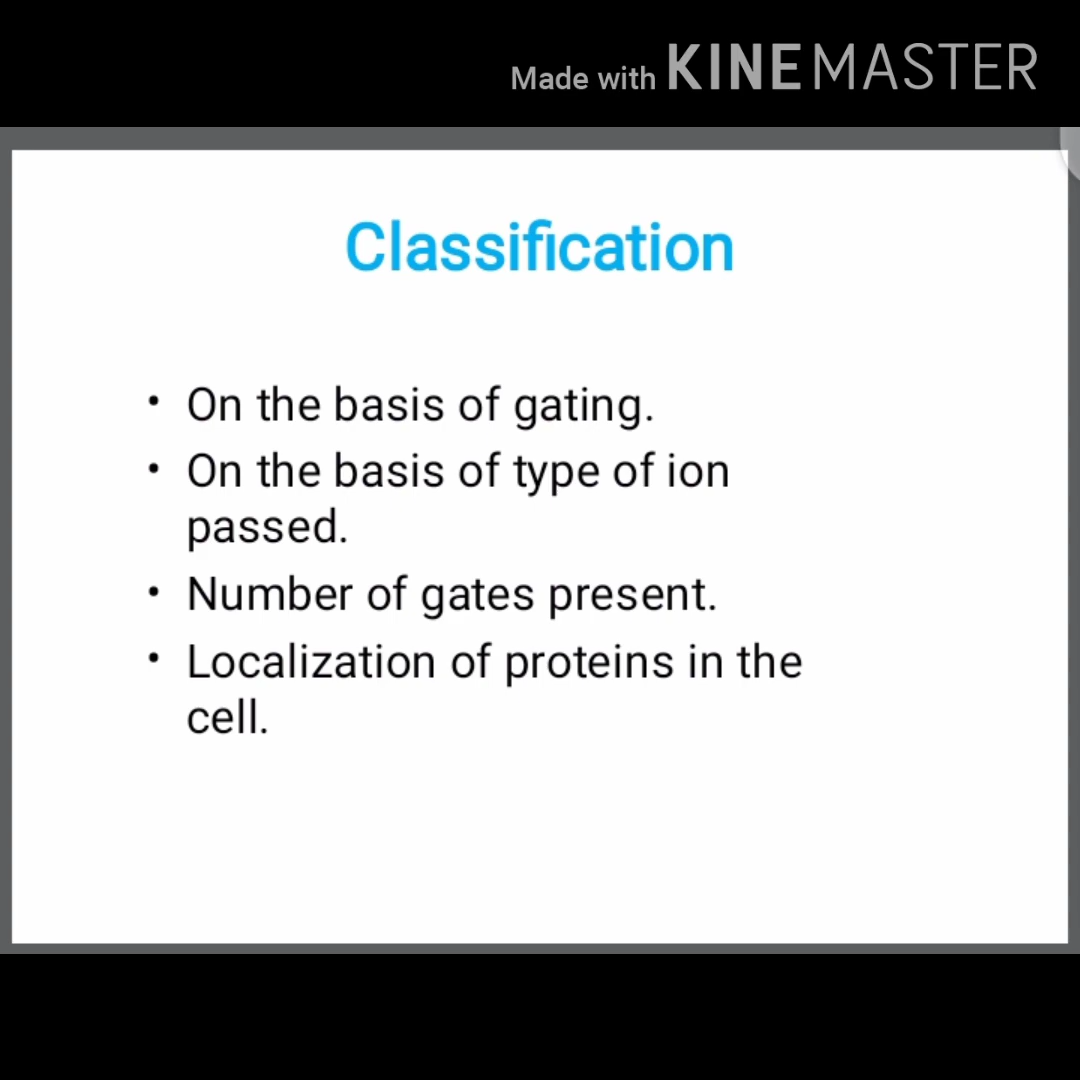 Made with KINEMASTER
Classification
• On the basis of gating.
• On the basis of type of ion
passed.
• Number of gates present.
• Localization of proteins in the
cell.